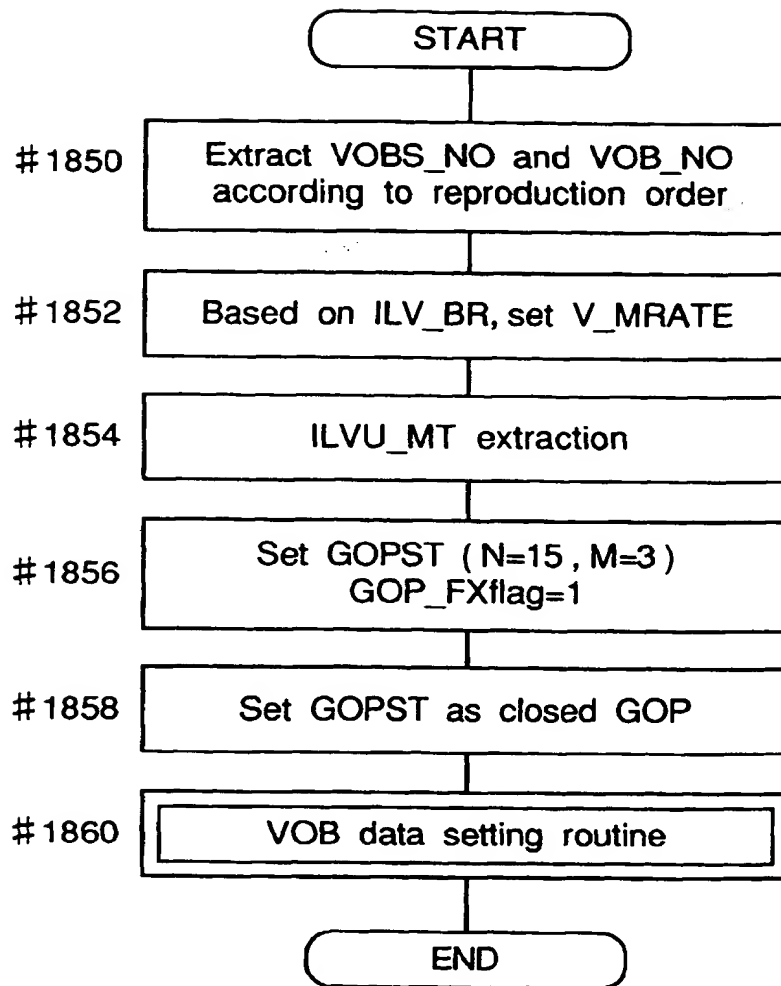 START
#1850
Extract VOBS_NO and VOB_NO
according to reproduction order
#1852
Based on ILV_BR, set V_MRATE
#1854
ILVU_MT extraction
#1856
Set GOPST (N=15, M=3)
GOP_FXflag=1
#1858
Set GOPST as closed GOP
#1860
VOB data setting routine
END